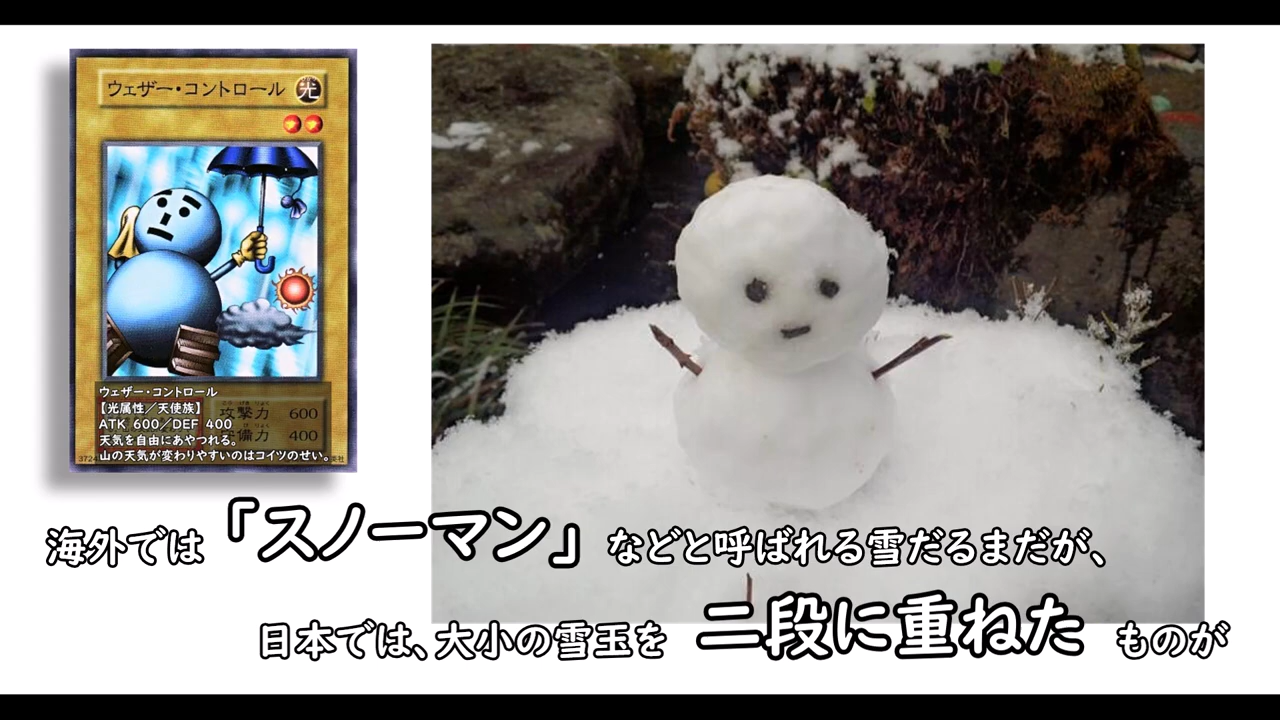 ウェザー・コントロール
光
ウェザー・コントロール
【光属性／天使族】
ATK 600／DEF 400
天気を自由にあやつれる。
山の天気が変わりやすいのはコイツのせい。
攻撃力 600
備力 400
海外では「スノーマン」などと呼ばれる雪だるまだが、
日本では、大小の雪玉を 二段に重ねた ものが